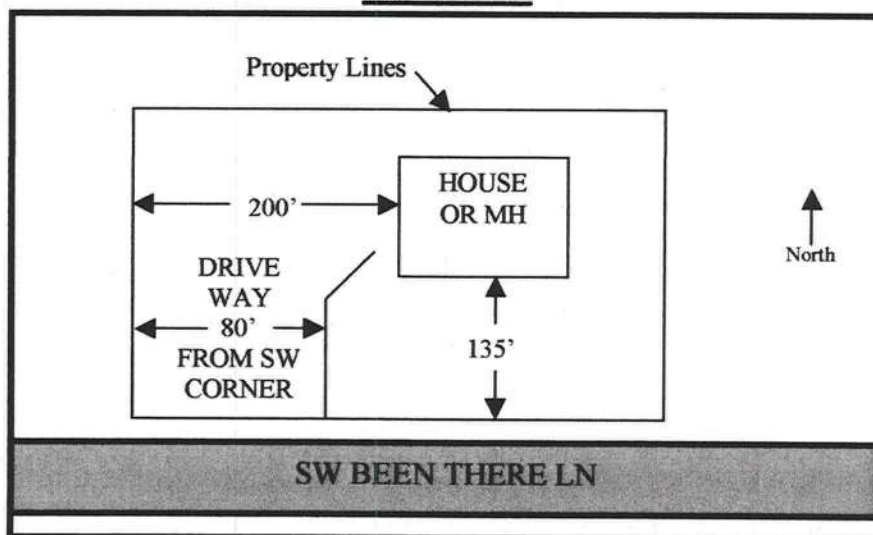 Property Lines
HOUSE
OR MH
200’
North
DRIVE
WAY
80’
FROM SW
CORNER
135’
SW BEEN THERE LN